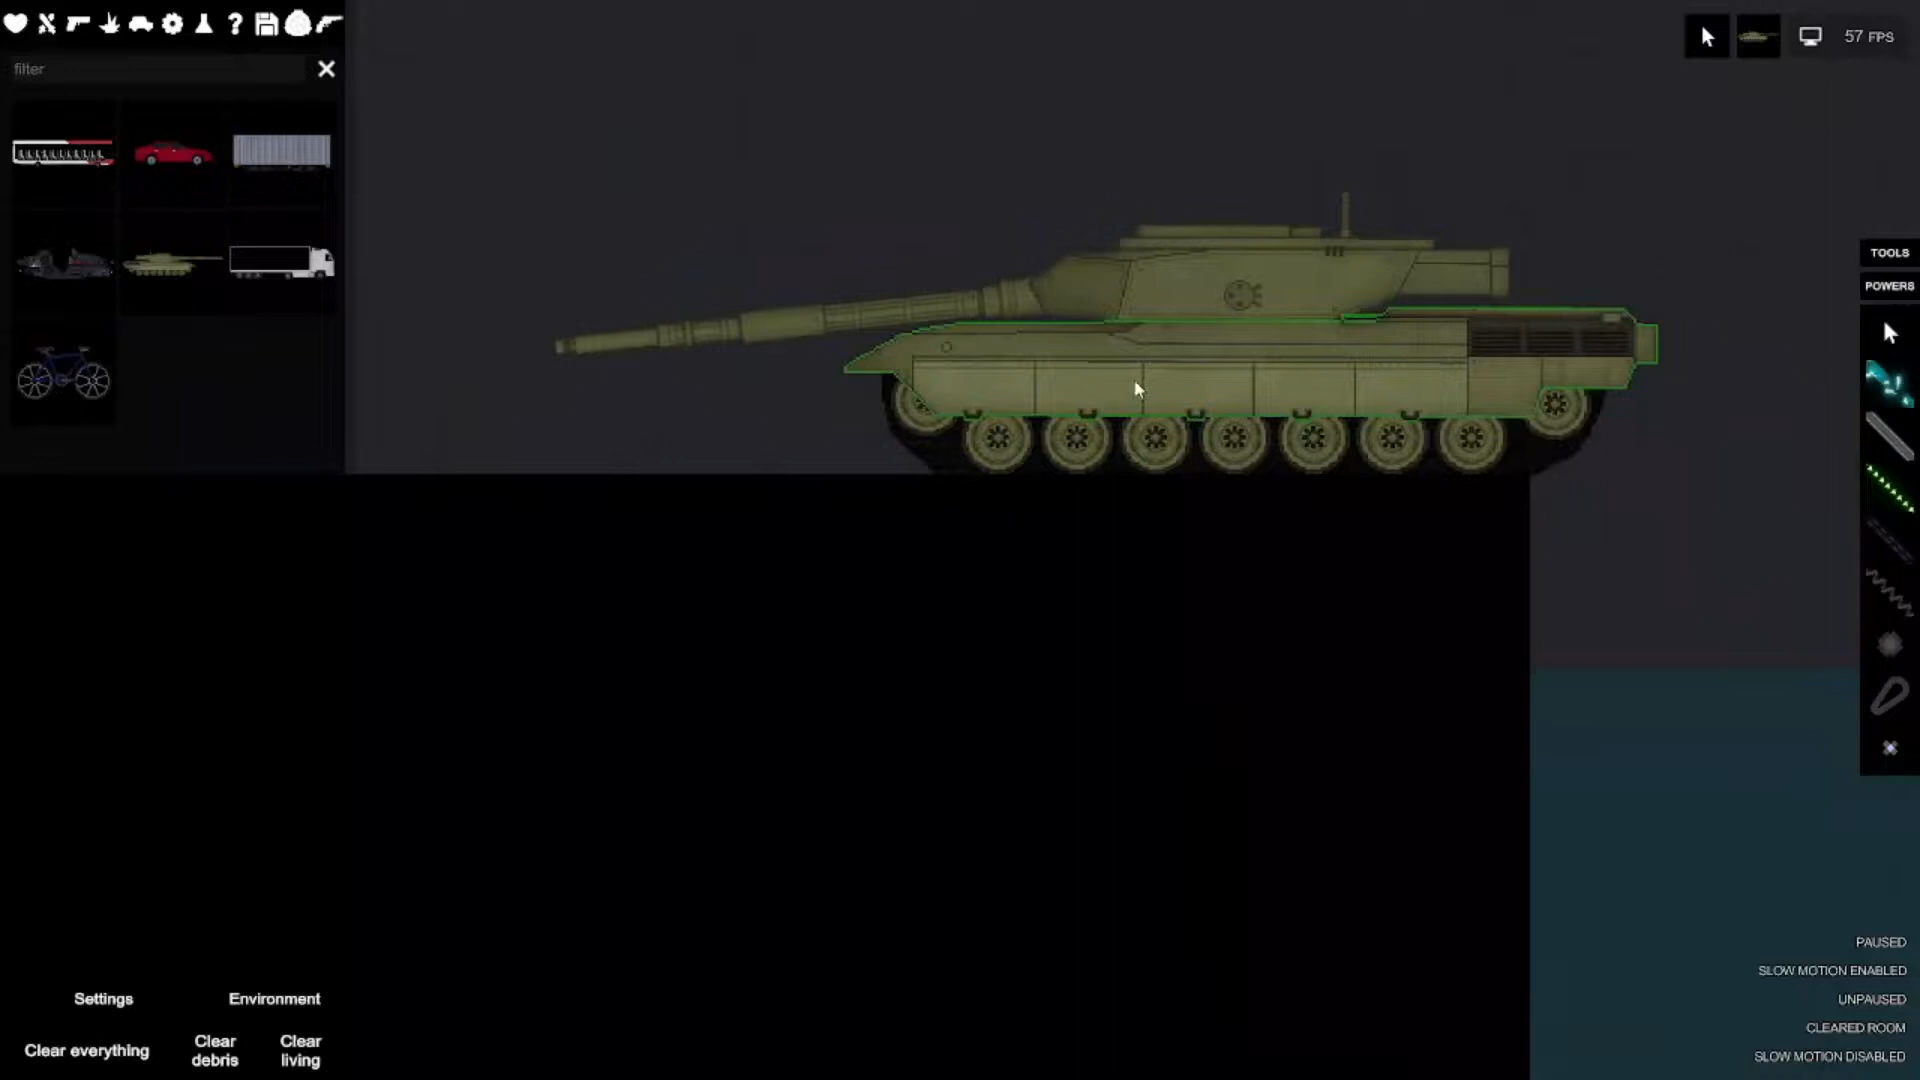 filter
57 FPS
TOOLS
POWERS
PAUSED
SLOW MOTION ENABLED
UNPAUSED
CLEARED ROOM
SLOW MOTION DISABLED
Settings
Environment
Clear everything
Clear debris
Clear living